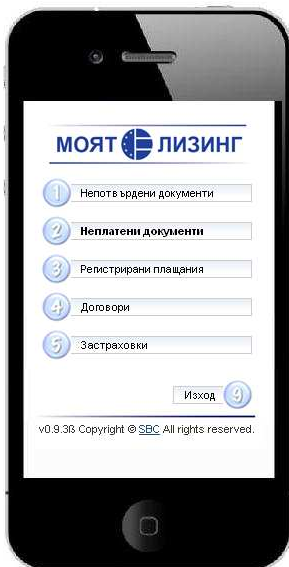 МОЯТ ЛИЗИНГ
1 Непотвърдени документи
2 Неплатени документи
3 Регистрирани плащания
4 Договори
5 Застраховки
Изход 9
v0.9.3ß Copyright © SBC All rights reserved.